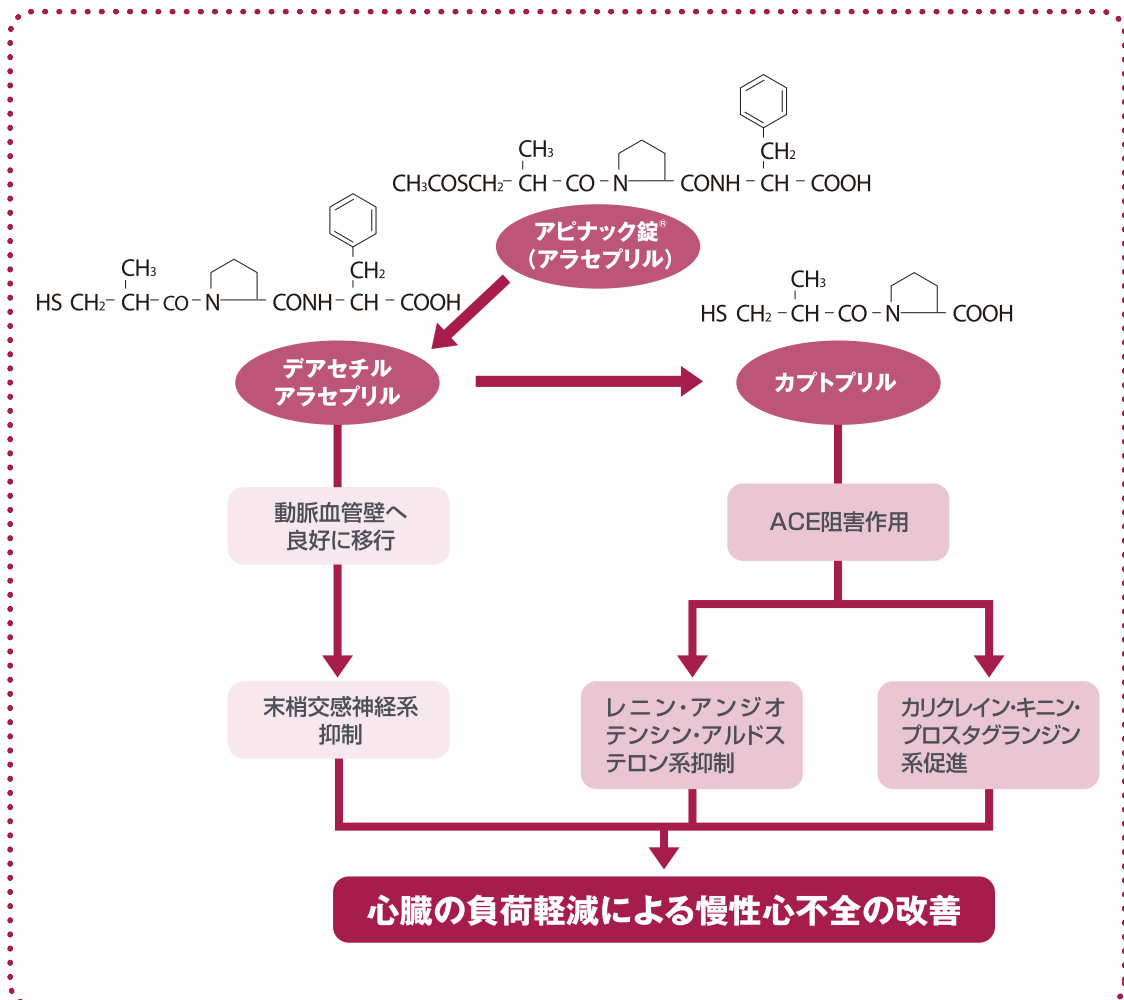 CH₃
CH₂
CH₃COSCH₂－CH－CO－N CONH－CH－COOH
アピナック錠®
（アラセプリル）
CH₃
CH₂
HS CH₂－CH－CO－N CONH－CH－COOH
CH₃
HS CH₂－CH－CO－N COOH
デアセチル
アラセプリル
カプトプリル
動脈血管壁へ
良好に移行
ACE阻害作用
末梢交感神経系
抑制
レニン・アンジオ
テンシン・アルドス
テロン系抑制
カリクレイン・キニン・
プロスタグランジン
系促進
心臓の負荷軽減による慢性心不全の改善